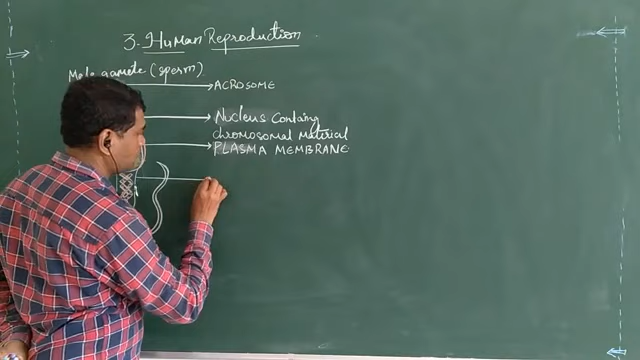 3. Human Reproduction
Male gamete (sperm)
ACROSOME
Nucleus Containg
chromosomal Material
PLASMA MEMBRANE